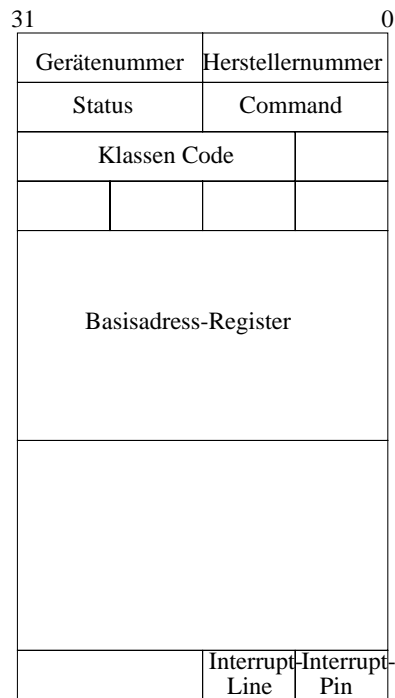 31 0
Gerätenummer Herstellernummer
Status Command
Klassen Code
Basisadress-Register
Interrupt-Interrupt-
Line Pin